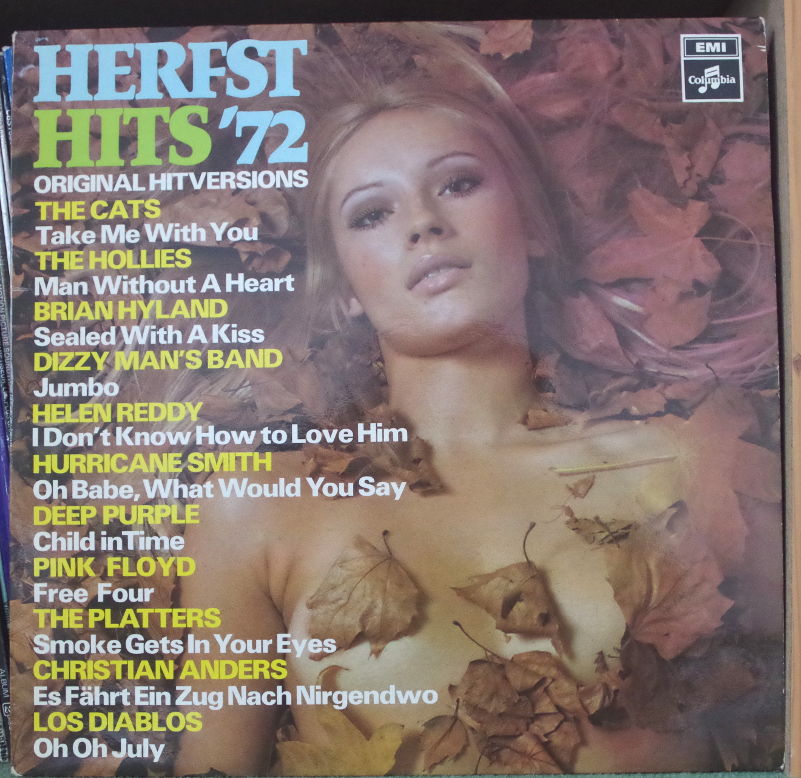 HERFST
HITS '72
ORIGINAL HITVERSIONS
THE CATS
Take Me With You
THE HOLLIES
Man Without A Heart
BRIAN HYLAND
Sealed With A Kiss
DIZZY MAN'S BAND
Jumbo
HELEN REDDY
I Don't Know How to Love Him
HURRICANE SMITH
Oh Babe, What Would You Say
DEEP PURPLE
Child in Time
PINK FLOYD
Free Four
THE PLATTERS
Smoke Gets In Your Eyes
CHRISTIAN ANDERS
Es Fährt Ein Zug Nach Nirgendwo
LOS DIABLOS
Oh Oh July
EMI
Columbia